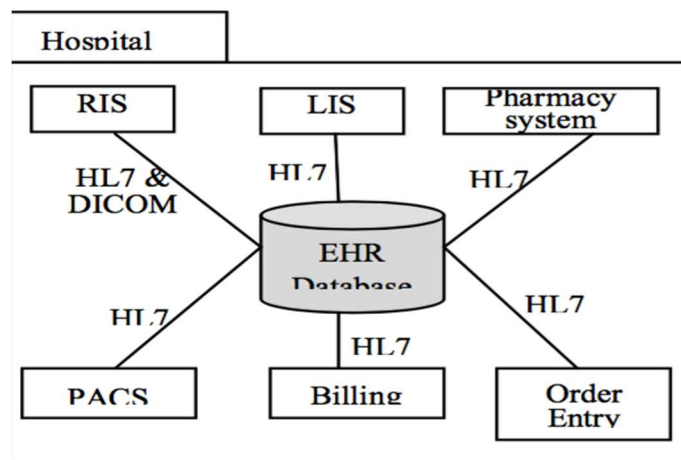 Hospital
RIS
LIS
Pharmacy
system
HL7 &
DICOM
HL7
HL7
EHR
Database
HL7
HL7
HL7
PACS
Billing
Order
Entry